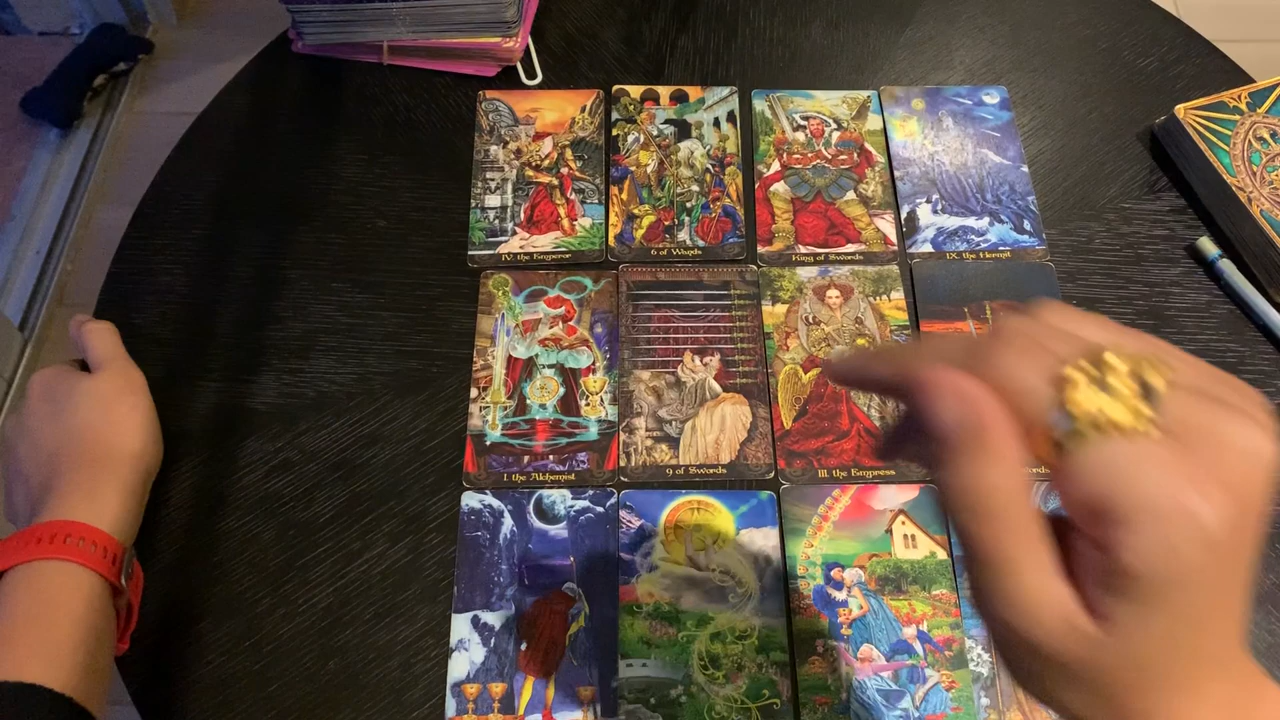 IV. the Emperor
6 of Wands
King of Swords
IX. the Hermit
I. the Alchemist
9 of Swords
III. the Empress
words